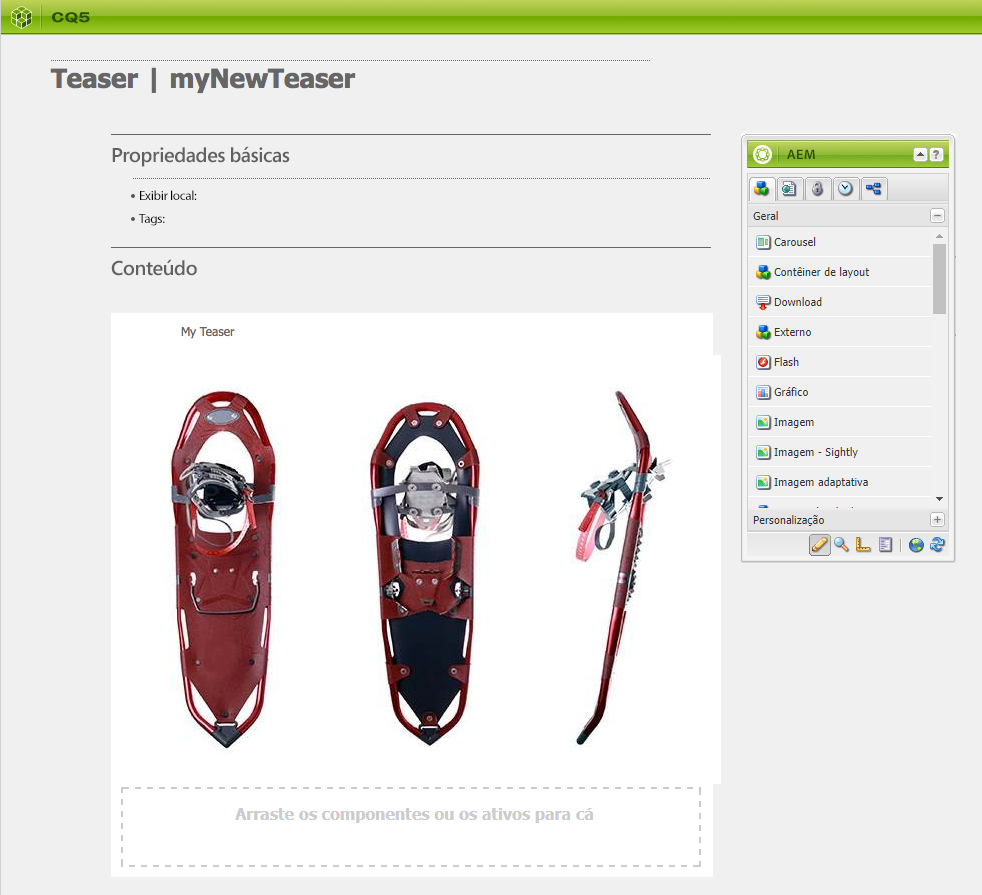 CQ5
Teaser | myNewTeaser
Propriedades básicas
• Exibir local:
• Tags:
Conteúdo
My Teaser
Arraste os componentes ou os ativos para cá
AEM
?
Geral
Carousel
Contêiner de layout
Download
Externo
Flash
Gráfico
Imagem
Imagem - Sightly
Imagem adaptativa
Personalização